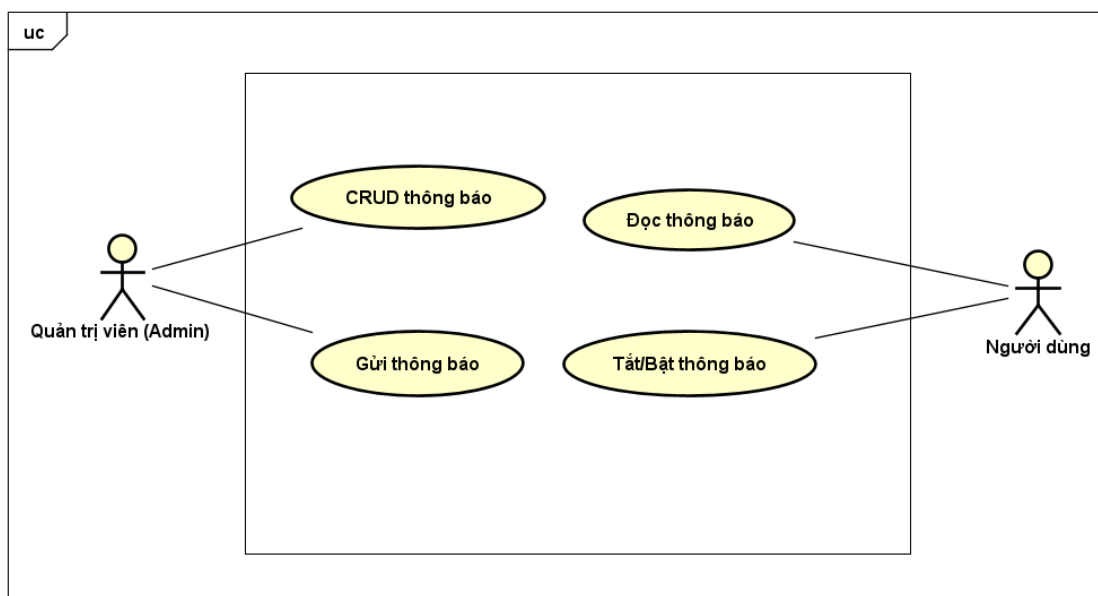 uc
CRUD thông báo
Đọc thông báo
Quản trị viên (Admin)
Người dùng
Gửi thông báo
Tắt/Bật thông báo